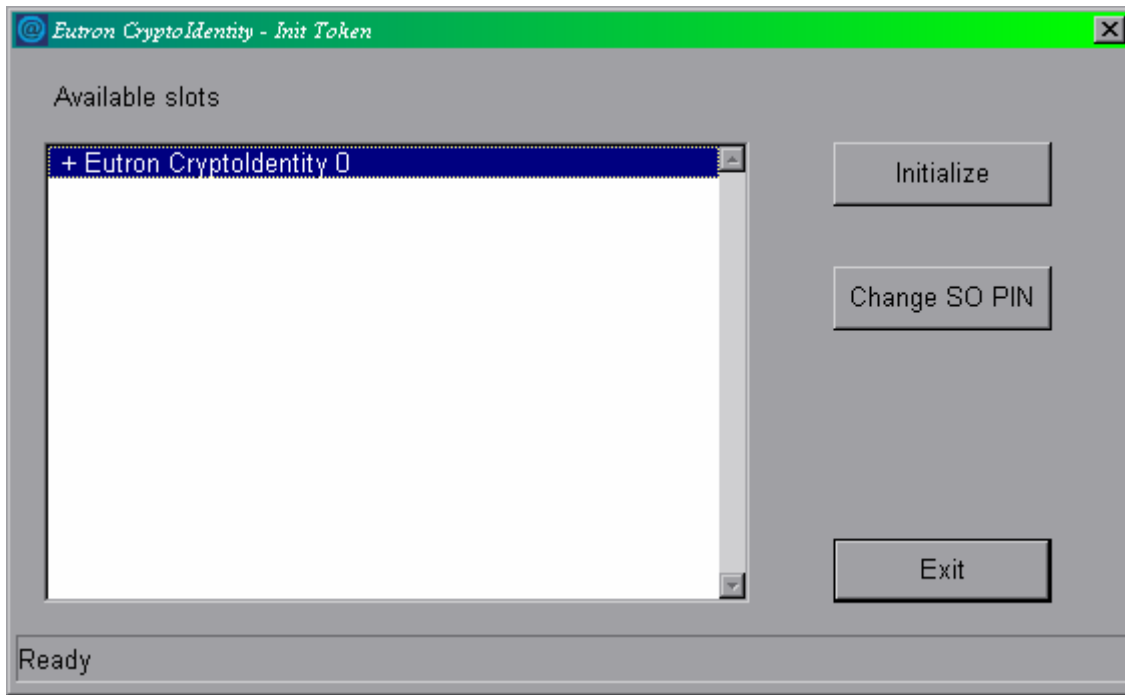 Eutron CryptoIdentity - Init Token
Available slots
+ Eutron CryptoIdentity 0
Initialize
Change SO PIN
Exit
Ready